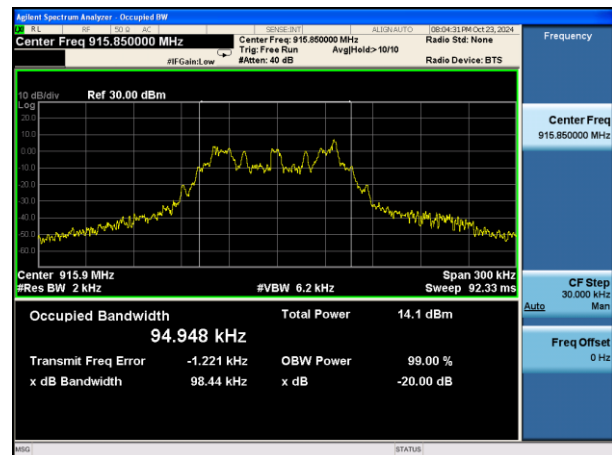 Agilent Spectrum Analyzer - Occupied BW
RL RF 50 Ω AC SENSE:INT ALIGNAUTO 08:04:31 PM Oct 23, 2024
Center Freq 915.850000 MHz Center Freq: 915.850000 MHz Radio Std: None Frequency
Trig: Free Run Avg|Hold:> 10/10
#IFGain:Low #Atten: 40 dB Radio Device: BTS
10 dB/div Ref 30.00 dBm
Log
20.0
10.0
0.00
-10.0
-20.0
-30.0
-40.0
-50.0
-60.0
Center Freq
915.850000 MHz
Center 915.9 MHz Span 300 kHz
#Res BW 2 kHz #VBW 6.2 kHz Sweep 92.33 ms
CF Step
30.000 kHz
Auto Man
Occupied Bandwidth Total Power 14.1 dBm
94.948 kHz
Freq Offset
0 Hz
Transmit Freq Error -1.221 kHz OBW Power 99.00 %
x dB Bandwidth 98.44 kHz x dB -20.00 dB
MSG STATUS